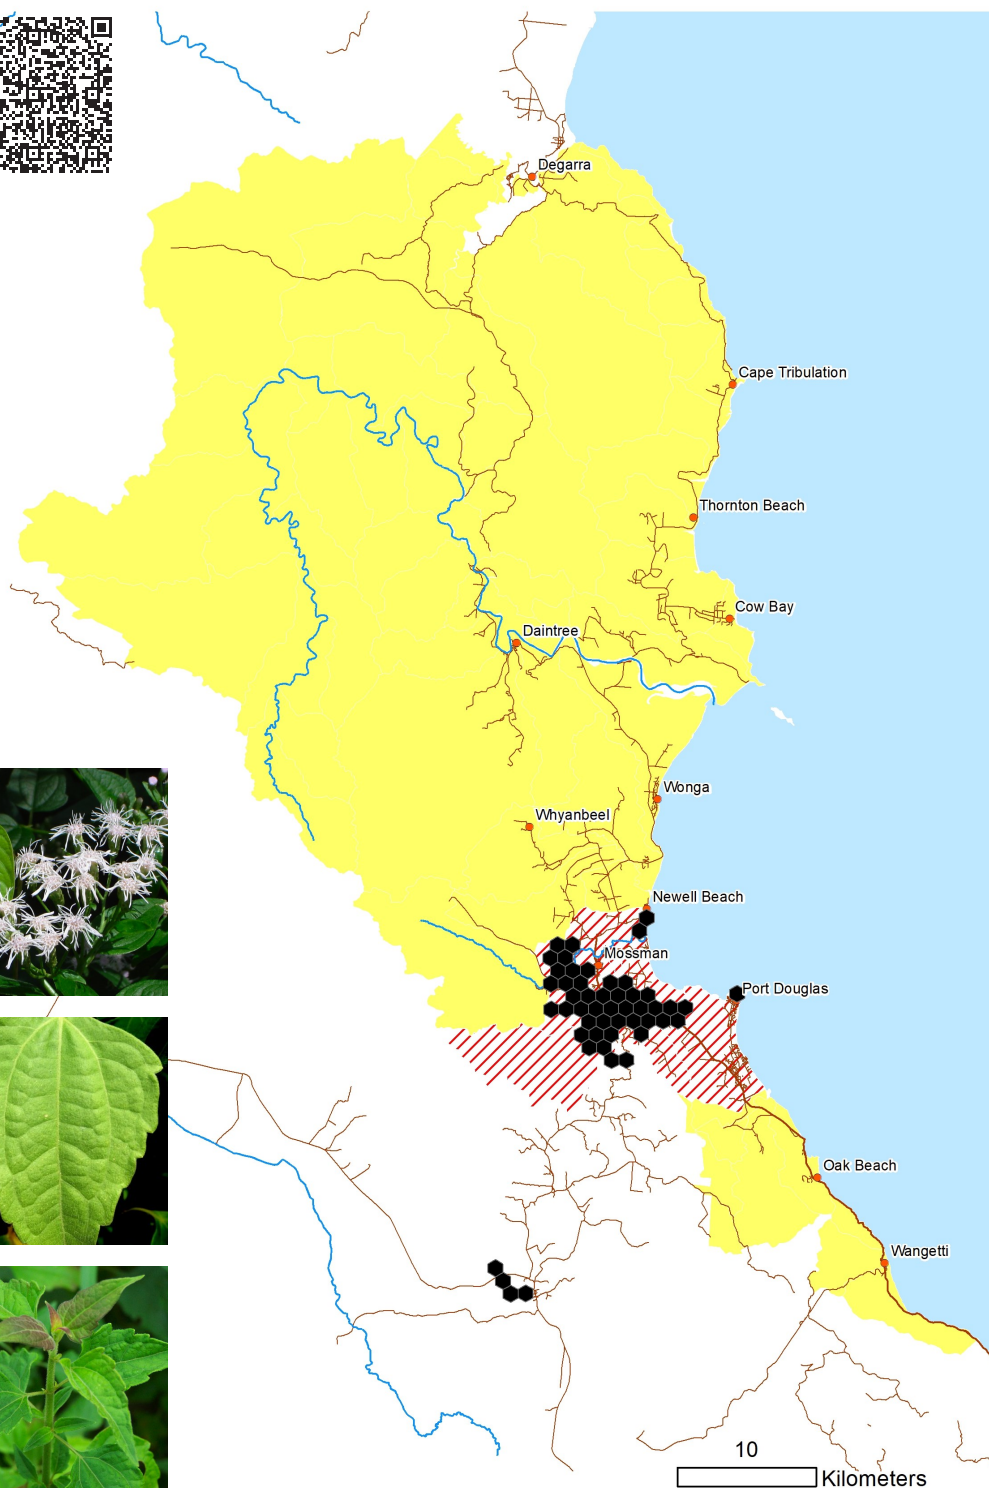 Degarra
Cape Tribulation
Thornton Beach
Cow Bay
Daintree
Wonga
Whyanbeel
Newell Beach
Mossman
Port Douglas
Oak Beach
Wangetti
10
Kilometers